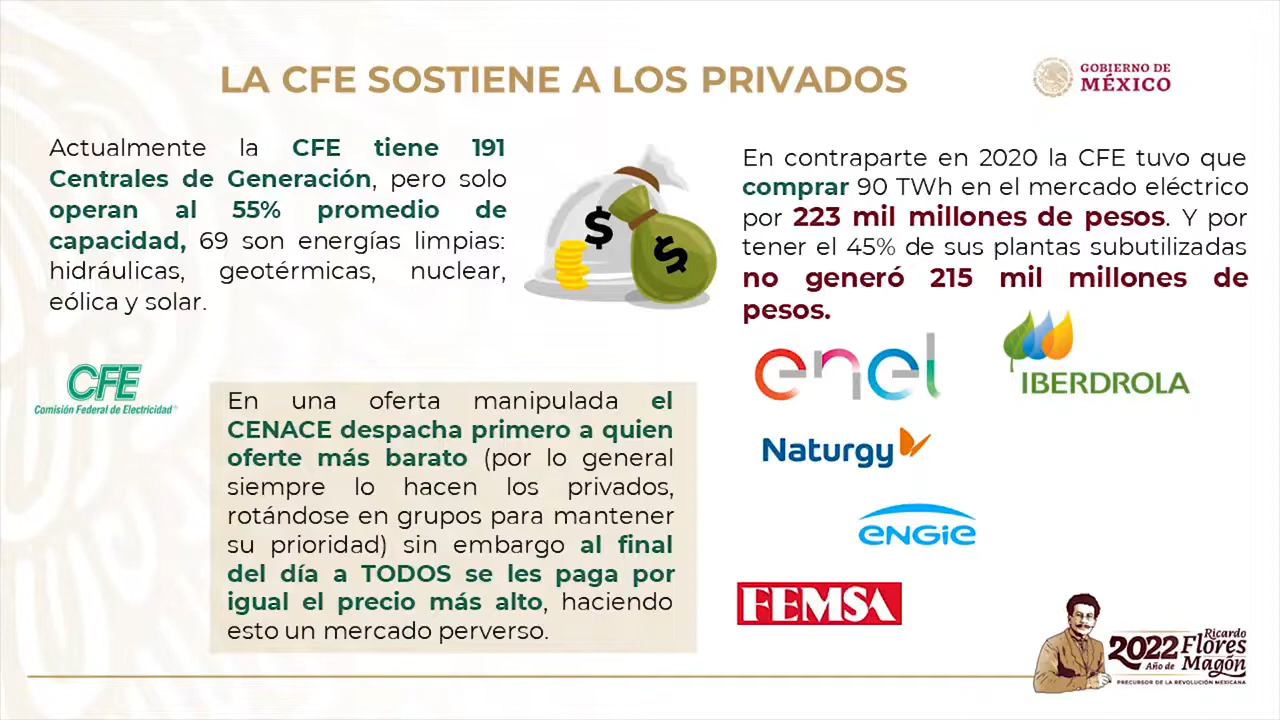 LA CFE SOSTIENE A LOS PRIVADOS
GOBIERNO DE
MÉXICO
Actualmente la CFE tiene 191
Centrales de Generación, pero solo
operan al 55% promedio de
capacidad, 69 son energías limpias:
hidráulicas, geotérmicas, nuclear,
eólica y solar.
$
$
En contraparte en 2020 la CFE tuvo que
comprar 90 TWh en el mercado eléctrico
por 223 mil millones de pesos. Y por
tener el 45% de sus plantas subutilizadas
no generó 215 mil millones de
pesos.
CFE
Comisión Federal de Electricidad
En una oferta manipulada el
CENACE despacha primero a quien
oferte más barato (por lo general
siempre lo hacen los privados,
rotándose en grupos para mantener
su prioridad) sin embargo al final
del día a TODOS se les paga por
igual el precio más alto, haciendo
esto un mercado perverso.
enel
IBERDROLA
Naturgy
ENGIE
FEMSA
2022 Ricardo
Flores
Año de Magón
PRECURSOR DE LA REVOLUCIÓN MEXICANA